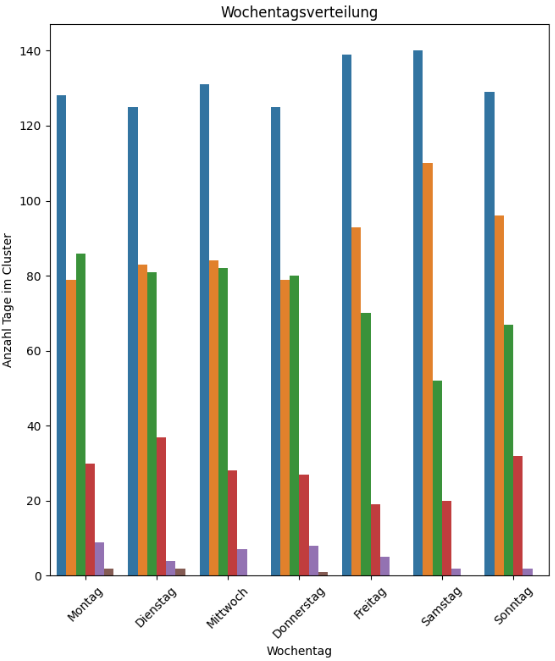 Wochentagsverteilung
Anzahl Tage im Cluster
140
120
100
80
60
40
20
0
Montag
Dienstag
Mittwoch
Donnerstag
Freitag
Samstag
Sonntag
Wochentag